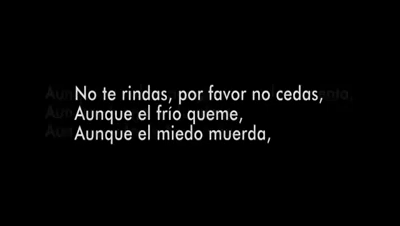 No te rindas, por favor no cedas,
Aunque el frío queme,
Aunque el miedo muerda,